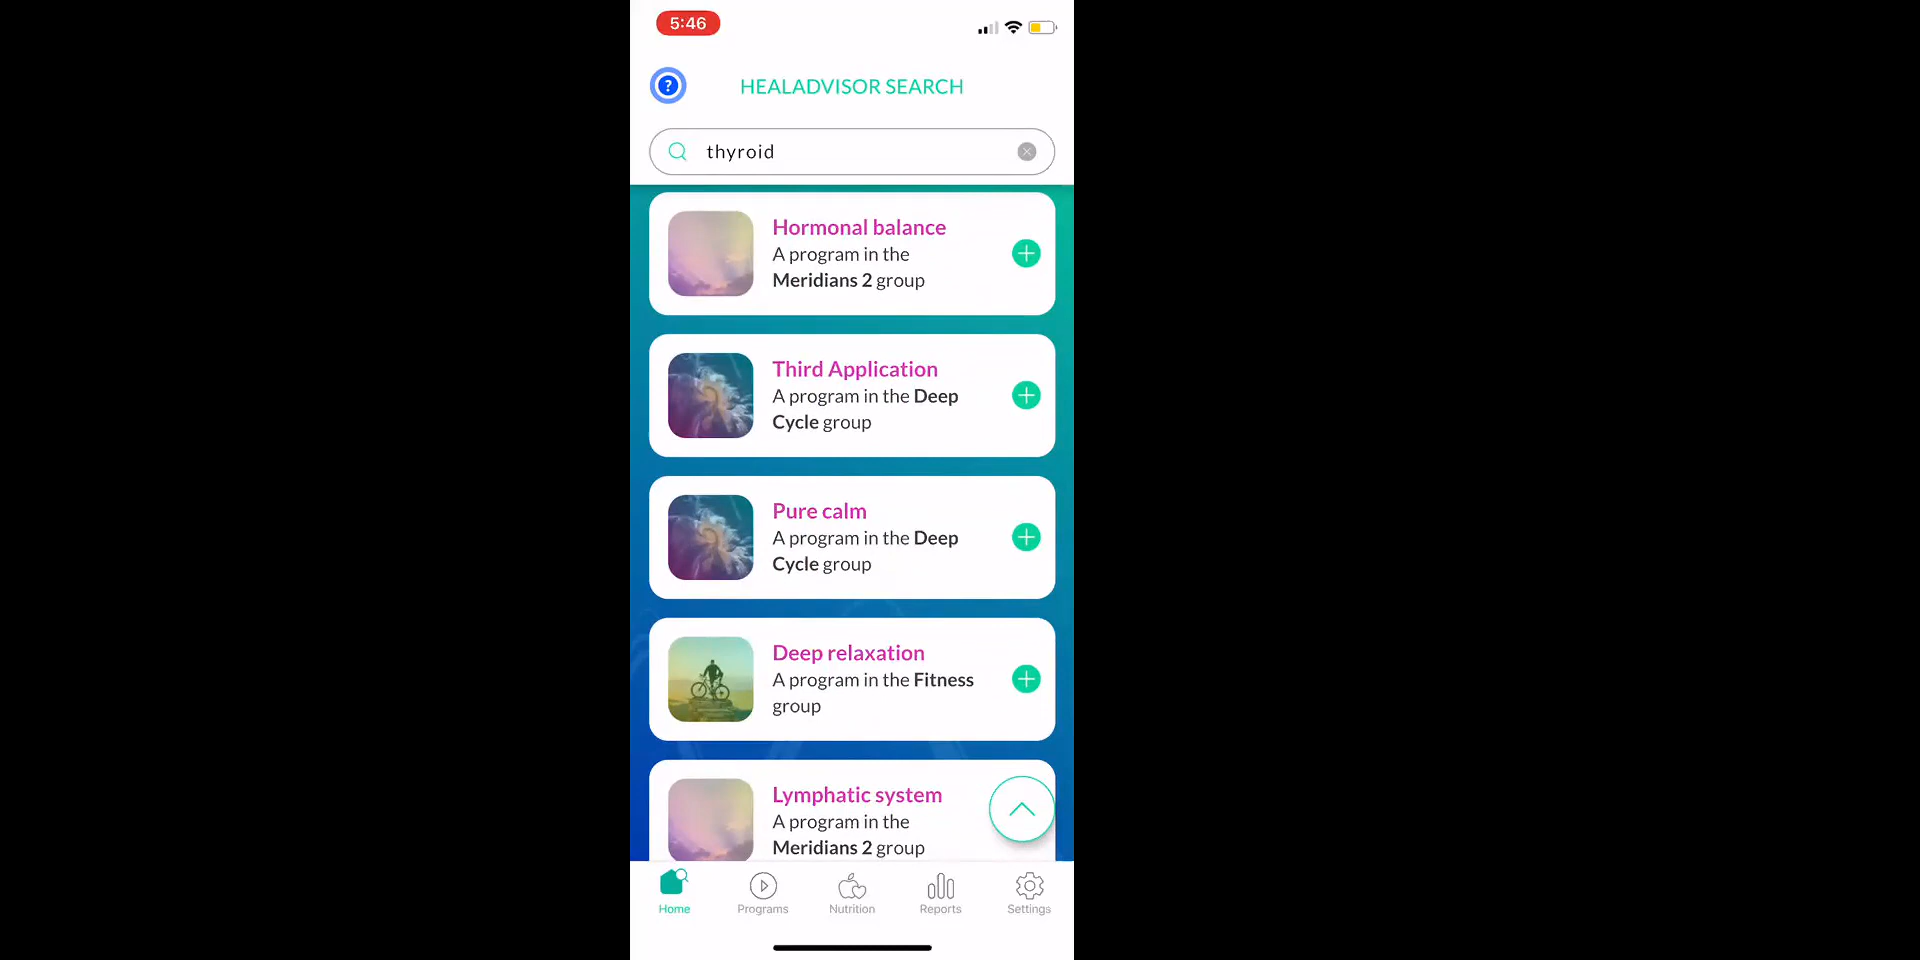 5:46
HEALADVISOR SEARCH
thyroid
Hormonal balance
A program in the
Meridians 2 group
Third Application
A program in the Deep
Cycle group
Pure calm
A program in the Deep
Cycle group
Deep relaxation
A program in the Fitness
group
Lymphatic system
A program in the
Meridians 2 group
Home
Programs
Nutrition
Reports
Settings